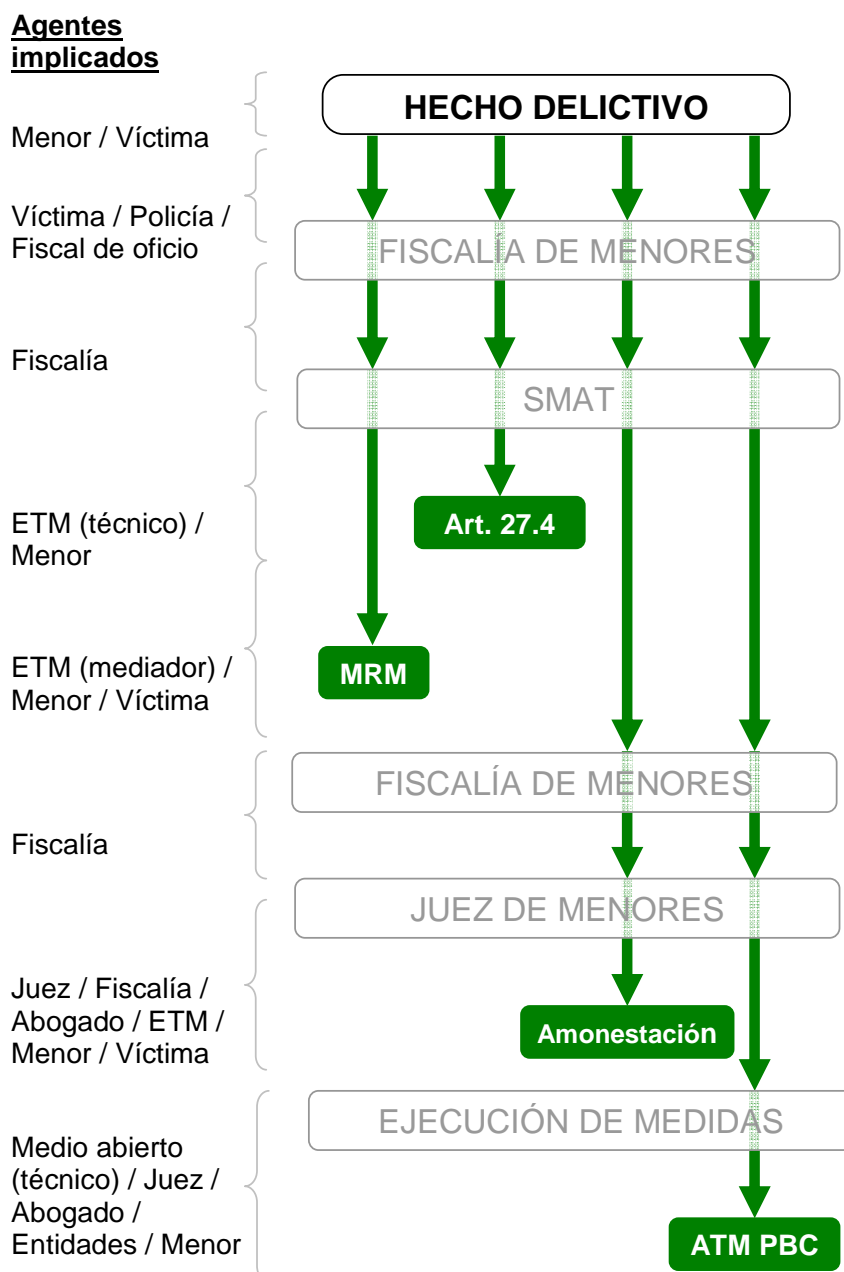 Agentes
implicados
HECHO DELICTIVO
Menor / Víctima
Víctima / Policía /
Fiscal de oficio
FISCALÍA DE MENORES
Fiscalía
SMAT
ETM (técnico) /
Menor
Art. 27.4
ETM (mediador) /
Menor / Víctima
MRM
FISCALÍA DE MENORES
Fiscalía
JUEZ DE MENORES
Juez / Fiscalía /
Abogado / ETM /
Menor / Víctima
Amonestación
EJECUCIÓN DE MEDIDAS
Medio abierto
(técnico) / Juez /
Abogado /
Entidades / Menor
ATM PBC